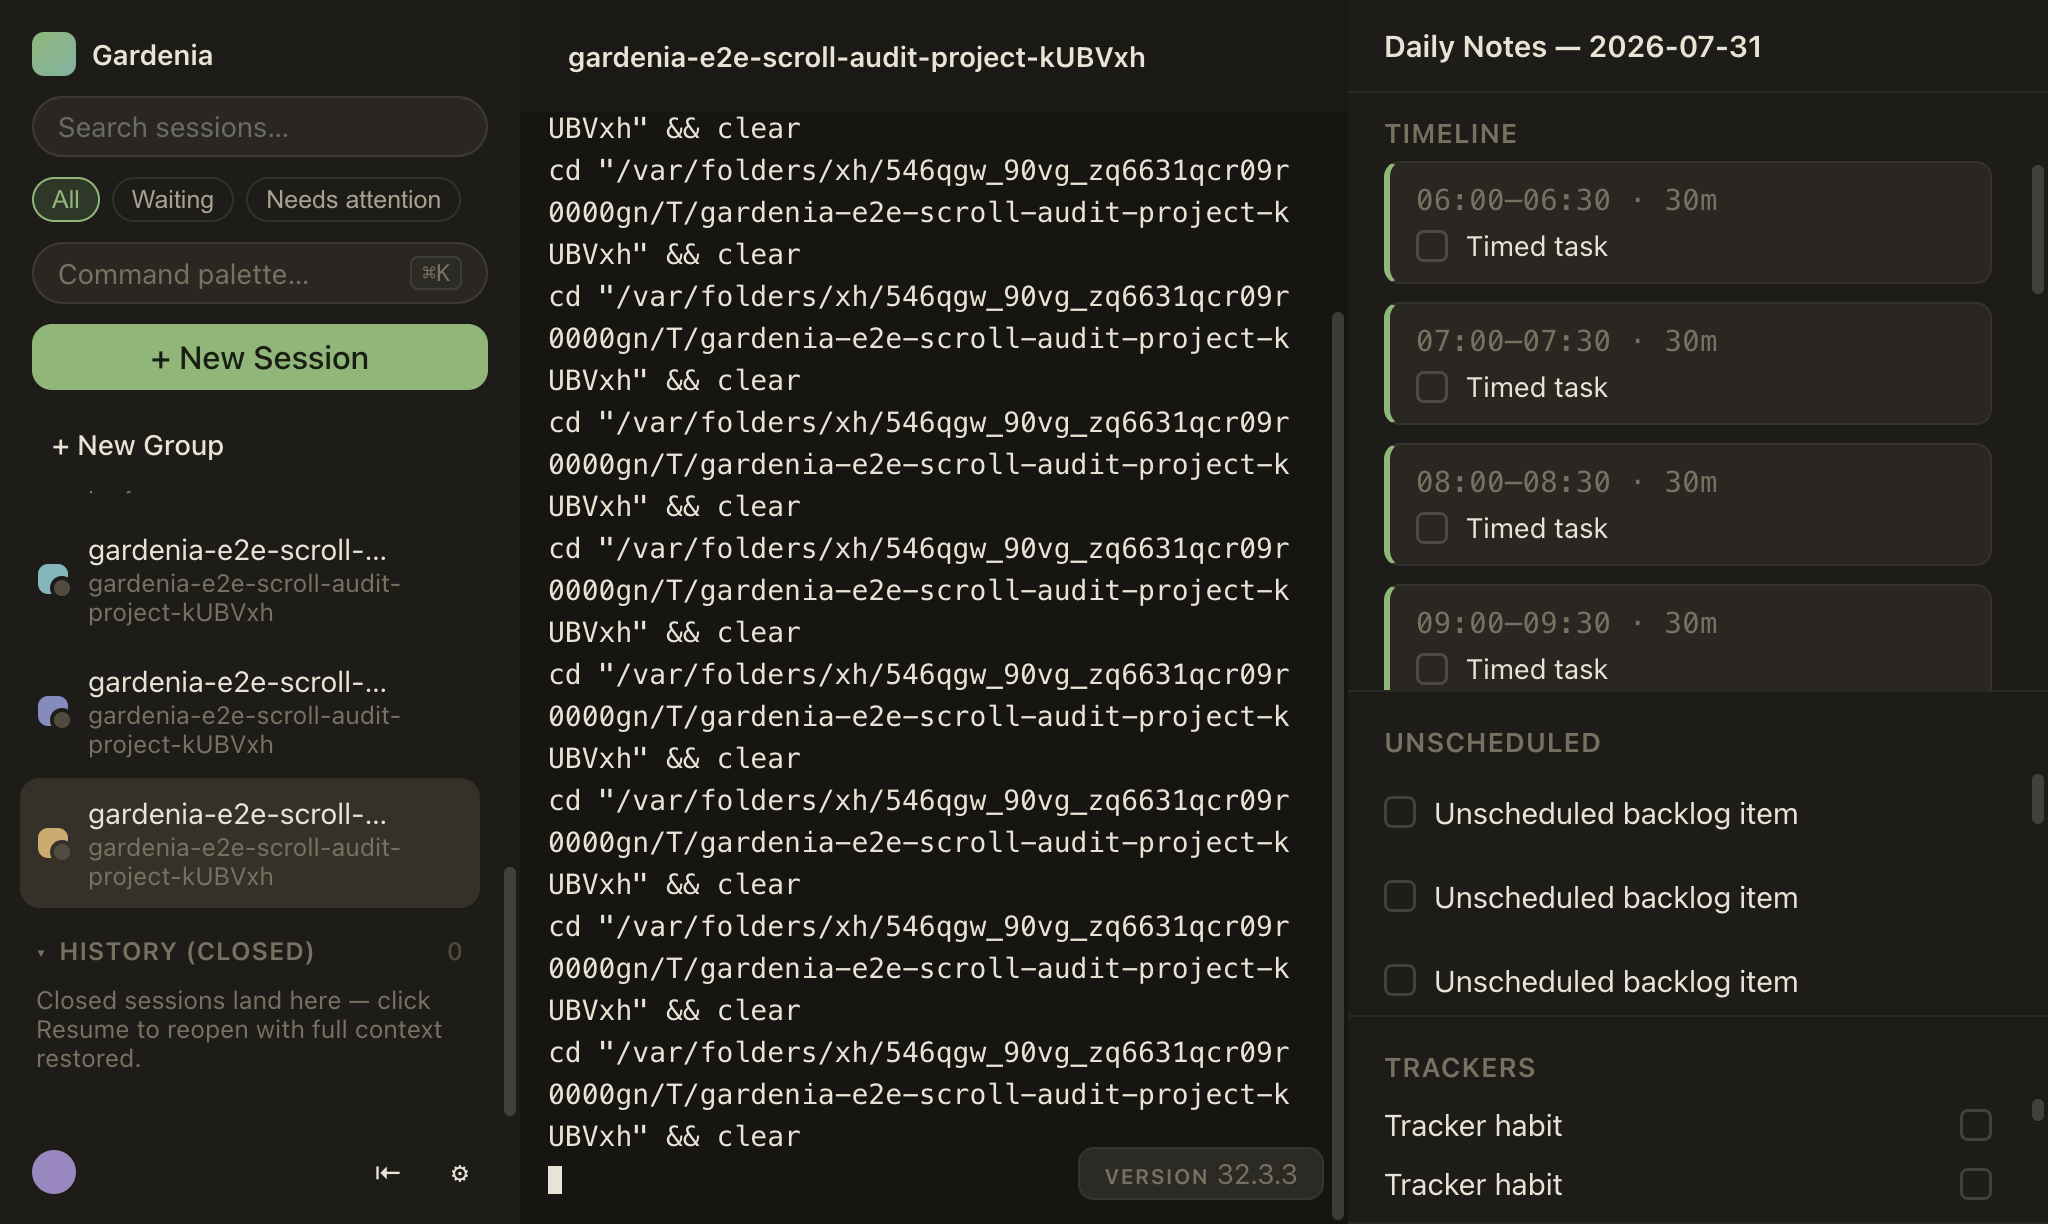 Gardenia
Search sessions...
All
Waiting
Needs attention
Command palette...
⌘K
+ New Session
+ New Group
gardenia-e2e-scroll-...
gardenia-e2e-scroll-audit-
project-kUBVxh
gardenia-e2e-scroll-...
gardenia-e2e-scroll-audit-
project-kUBVxh
gardenia-e2e-scroll-...
gardenia-e2e-scroll-audit-
project-kUBVxh
HISTORY (CLOSED)
0
Closed sessions land here — click
Resume to reopen with full context
restored.
gardenia-e2e-scroll-audit-project-kUBVxh
UBVxh" && clear
cd "/var/folders/xh/546qgw_90vg_zq6631qcr09r
0000gn/T/gardenia-e2e-scroll-audit-project-k
UBVxh" && clear
cd "/var/folders/xh/546qgw_90vg_zq6631qcr09r
0000gn/T/gardenia-e2e-scroll-audit-project-k
UBVxh" && clear
cd "/var/folders/xh/546qgw_90vg_zq6631qcr09r
0000gn/T/gardenia-e2e-scroll-audit-project-k
UBVxh" && clear
cd "/var/folders/xh/546qgw_90vg_zq6631qcr09r
0000gn/T/gardenia-e2e-scroll-audit-project-k
UBVxh" && clear
cd "/var/folders/xh/546qgw_90vg_zq6631qcr09r
0000gn/T/gardenia-e2e-scroll-audit-project-k
UBVxh" && clear
cd "/var/folders/xh/546qgw_90vg_zq6631qcr09r
0000gn/T/gardenia-e2e-scroll-audit-project-k
UBVxh" && clear
cd "/var/folders/xh/546qgw_90vg_zq6631qcr09r
0000gn/T/gardenia-e2e-scroll-audit-project-k
UBVxh" && clear
cd "/var/folders/xh/546qgw_90vg_zq6631qcr09r
0000gn/T/gardenia-e2e-scroll-audit-project-k
UBVxh" && clear
VERSION 32.3.3
Daily Notes — 2026-07-31
TIMELINE
06:00–06:30 · 30m
Timed task
07:00–07:30 · 30m
Timed task
08:00–08:30 · 30m
Timed task
09:00–09:30 · 30m
Timed task
UNSCHEDULED
Unscheduled backlog item
Unscheduled backlog item
Unscheduled backlog item
TRACKERS
Tracker habit
Tracker habit